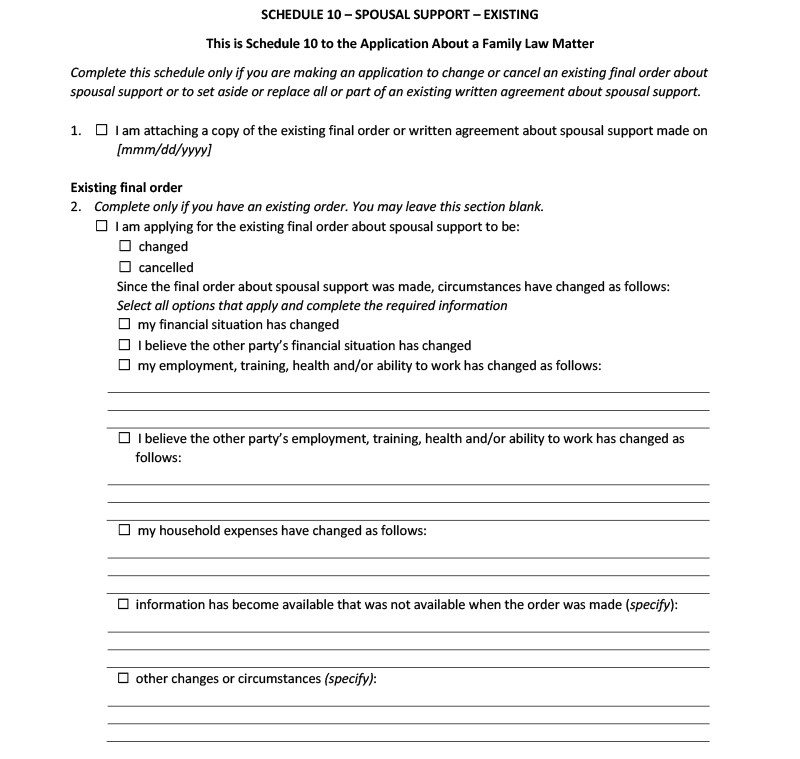 SCHEDULE 10 – SPOUSAL SUPPORT – EXISTING
This is Schedule 10 to the Application About a Family Law Matter
Complete this schedule only if you are making an application to change or cancel an existing final order about
spousal support or to set aside or replace all or part of an existing written agreement about spousal support.
1. ☐ I am attaching a copy of the existing final order or written agreement about spousal support made on
[mmm/dd/yyyy]
Existing final order
2. Complete only if you have an existing order. You may leave this section blank.
☐ I am applying for the existing final order about spousal support to be:
☐ changed
☐ cancelled
Since the final order about spousal support was made, circumstances have changed as follows:
Select all options that apply and complete the required information
☐ my financial situation has changed
☐ I believe the other party’s financial situation has changed
☐ my employment, training, health and/or ability to work has changed as follows:
☐ I believe the other party’s employment, training, health and/or ability to work has changed as
follows:
☐ my household expenses have changed as follows:
☐ information has become available that was not available when the order was made (specify):
☐ other changes or circumstances (specify):